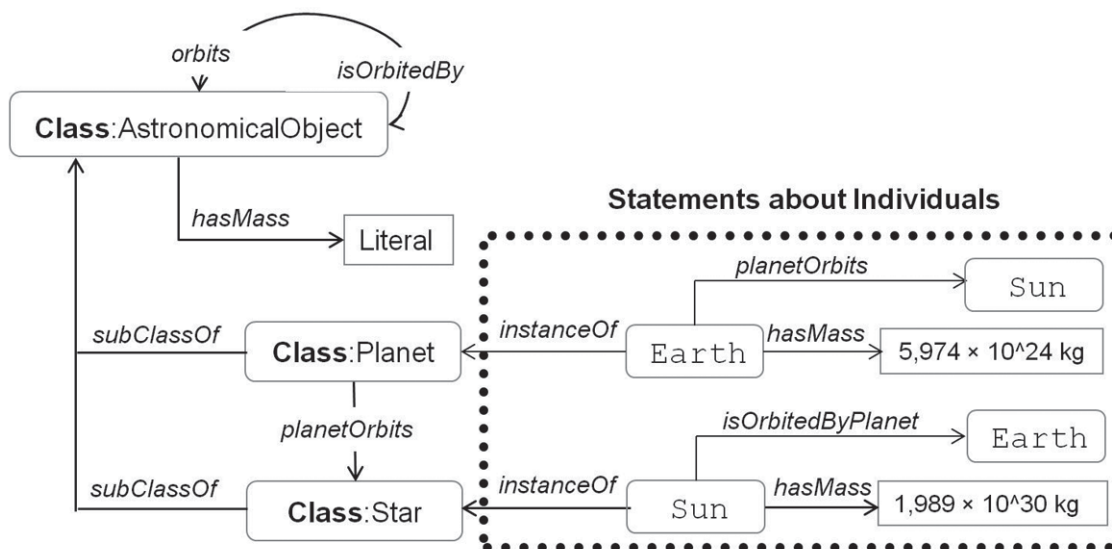 orbits
isOrbitedBy
Class:AstronomicalObject
hasMass
Literal
Statements about Individuals
planetOrbits
Sun
subClassOf
Class:Planet
instanceOf
Earth
hasMass
5,974 × 10^24 kg
planetOrbits
isOrbitedByPlanet
Earth
subClassOf
Class:Star
instanceOf
Sun
hasMass
1,989 × 10^30 kg